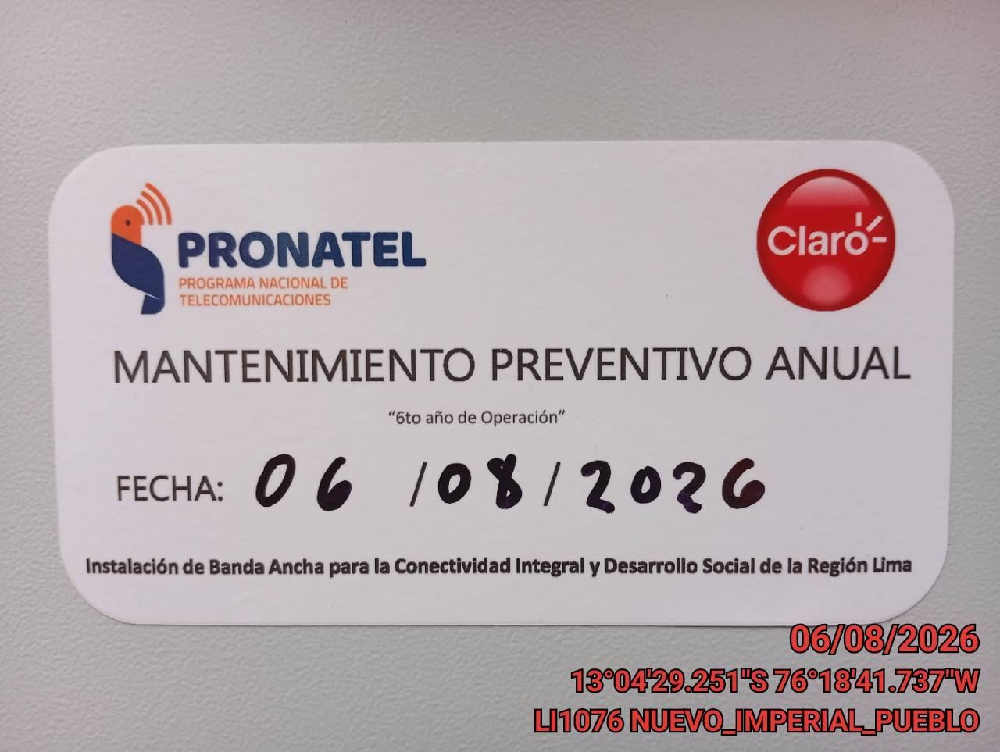 PRONATEL
PROGRAMA NACIONAL DE
TELECOMUNICACIONES
Claro
MANTENIMIENTO PREVENTIVO ANUAL
“6to año de Operación”
FECHA: 06 / 08 / 2026
Instalación de Banda Ancha para la Conectividad Integral y Desarrollo Social de la Región Lima
06/08/2026
13°04'29.251"S 76°18'41.737"W
LI1076 NUEVO_IMPERIAL_PUEBLO